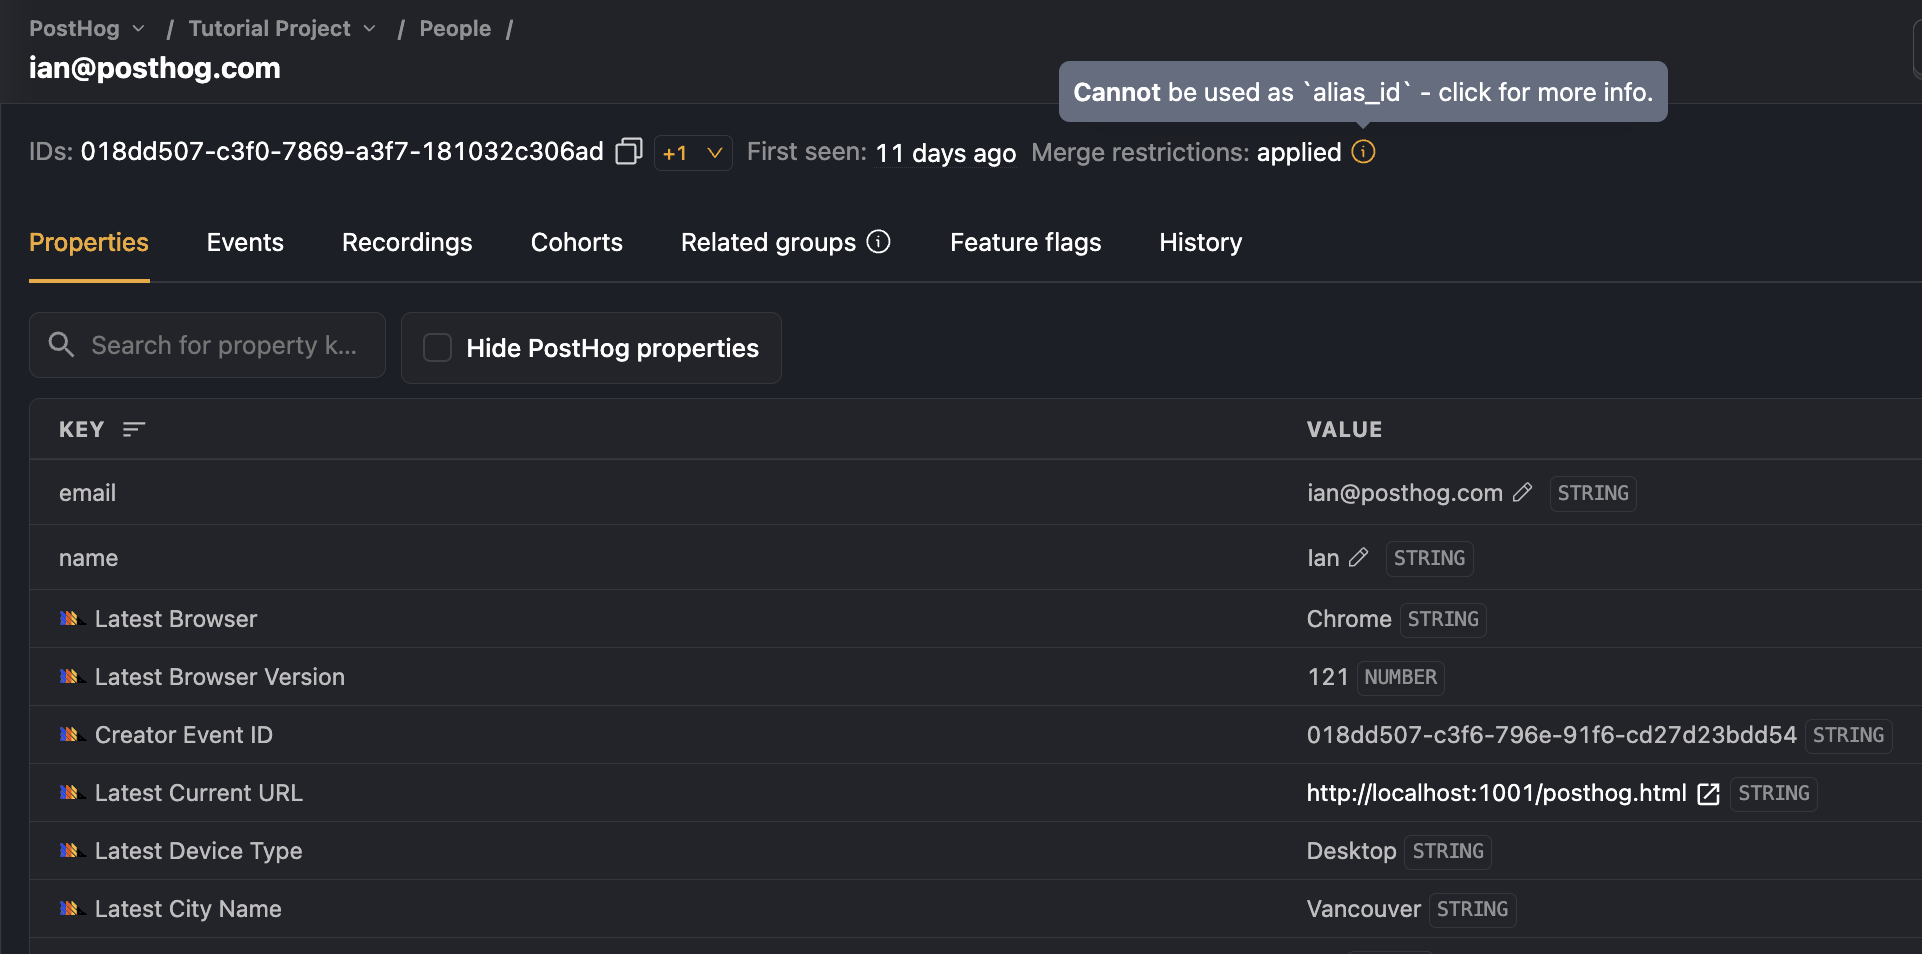 PostHog / Tutorial Project / People /
ian@posthog.com
Cannot be used as `alias_id` - click for more info.
IDs: 018dd507-c3f0-7869-a3f7-181032c306ad +1 First seen: 11 days ago Merge restrictions: applied
Properties Events Recordings Cohorts Related groups Feature flags History
Search for property k... Hide PostHog properties
KEY VALUE
email ian@posthog.com STRING
name Ian STRING
Latest Browser Chrome STRING
Latest Browser Version 121 NUMBER
Creator Event ID 018dd507-c3f6-796e-91f6-cd27d23bdd54 STRING
Latest Current URL http://localhost:1001/posthog.html STRING
Latest Device Type Desktop STRING
Latest City Name Vancouver STRING